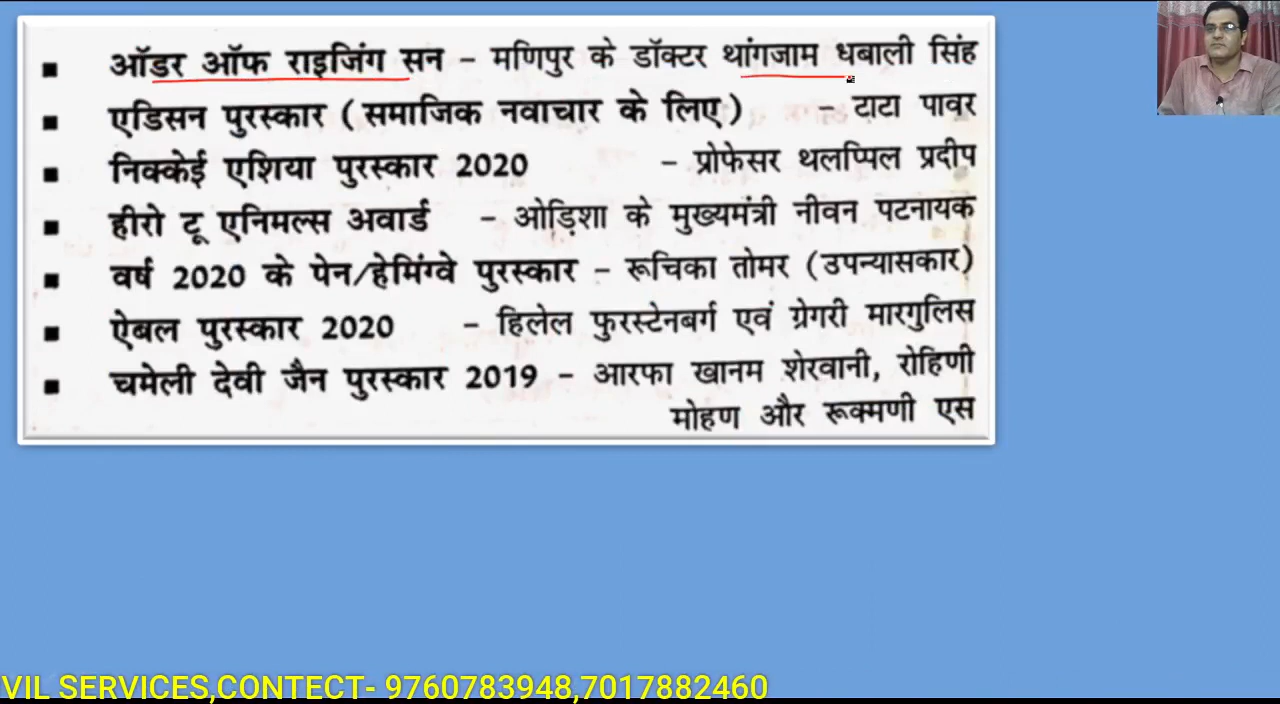 ऑडर ऑफ राइजिंग सन - मणिपुर के डॉक्टर थांगजाम धबाली सिंह
एडिसन पुरस्कार ( समाजिक नवाचार के लिए ) - टाटा पावर
निक्केई एशिया पुरस्कार 2020 - प्रोफेसर थलप्पिल प्रदीप
हीरो टू एनिमल्स अवार्ड - ओड़िशा के मुख्यमंत्री नीवन पटनायक
वर्ष 2020 के पेन/हेमिंग्वे पुरस्कार - रूचिका तोमर (उपन्यासकार)
ऐबल पुरस्कार 2020 - हिलेल फुरस्टेनबर्ग एवं ग्रेगरी मारगुलिस
चमेली देवी जैन पुरस्कार 2019 - आरफा खानम शेरवानी, रोहिणी
मोहण और रूक्मणी एस
VIL SERVICES,CONTECT- 9760783948,7017882460